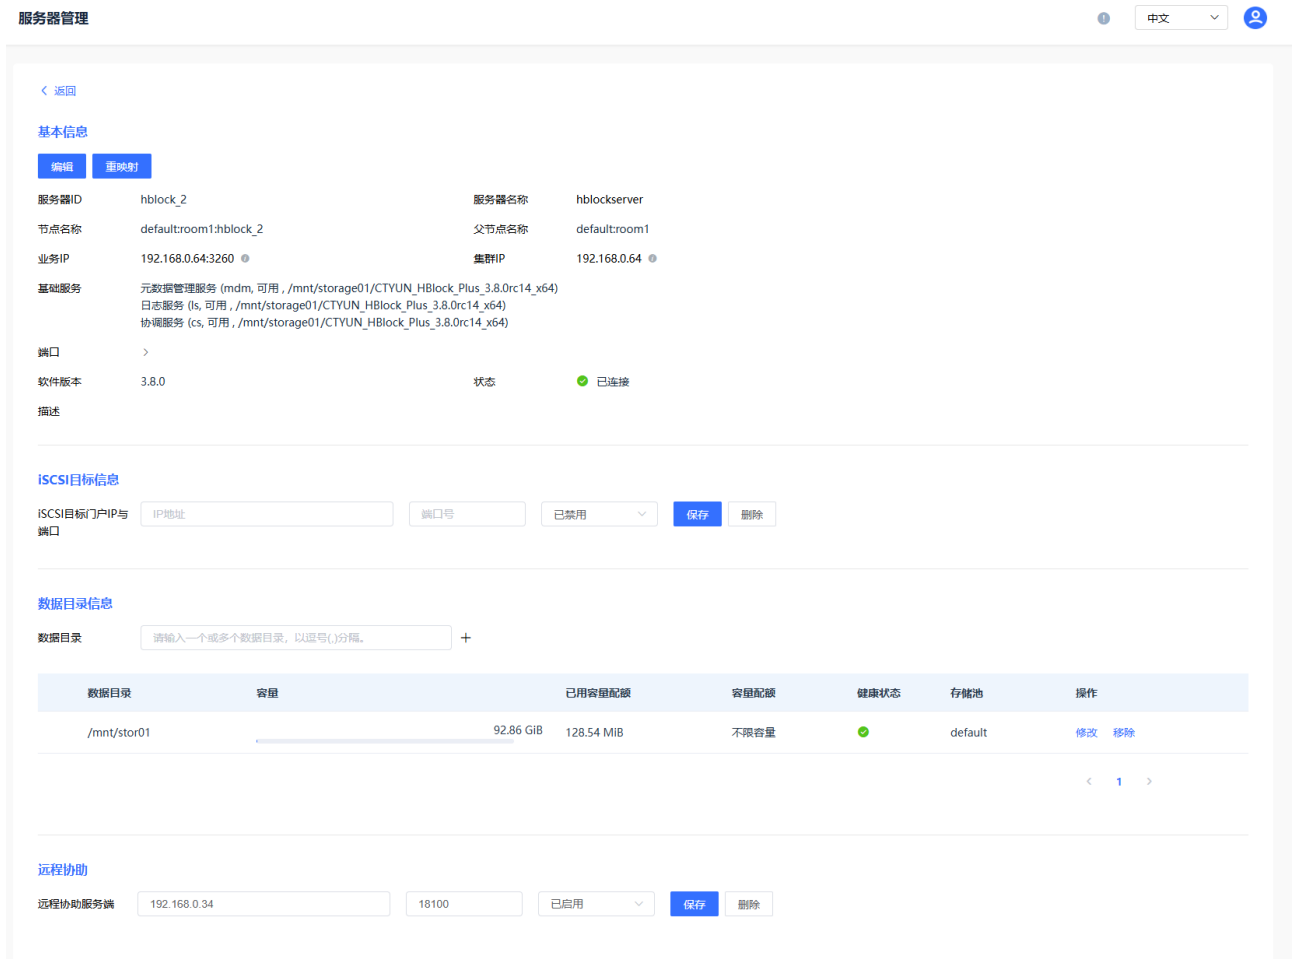 服务器管理
中文
返回
基本信息
编辑 重映射
服务器ID hblock_2 服务器名称 hblockserver
节点名称 default:room1:hblock_2 父节点名称 default:room1
业务IP 192.168.0.64:3260 集群IP 192.168.0.64
基础服务 元数据管理服务 (mdm, 可用 , /mnt/storage01/CTYUN_HBlock_Plus_3.8.0rc14_x64)
日志服务 (ls, 可用 , /mnt/storage01/CTYUN_HBlock_Plus_3.8.0rc14_x64)
协调服务 (cs, 可用 , /mnt/storage01/CTYUN_HBlock_Plus_3.8.0rc14_x64)
端口
软件版本 3.8.0 状态 已连接
描述
iSCSI目标信息
iSCSI目标门户IP与
端口 IP地址 端口号 已禁用 保存 删除
数据目录信息
数据目录 请输入一个或多个数据目录，以逗号(,)分隔。
数据目录 容量 已用容量配额 容量配额 健康状态 存储池 操作
/mnt/stor01 92.86 GiB 128.54 MiB 不限容量 default 修改 移除
1
远程协助
远程协助服务端 192.168.0.34 18100 已启用 保存 删除